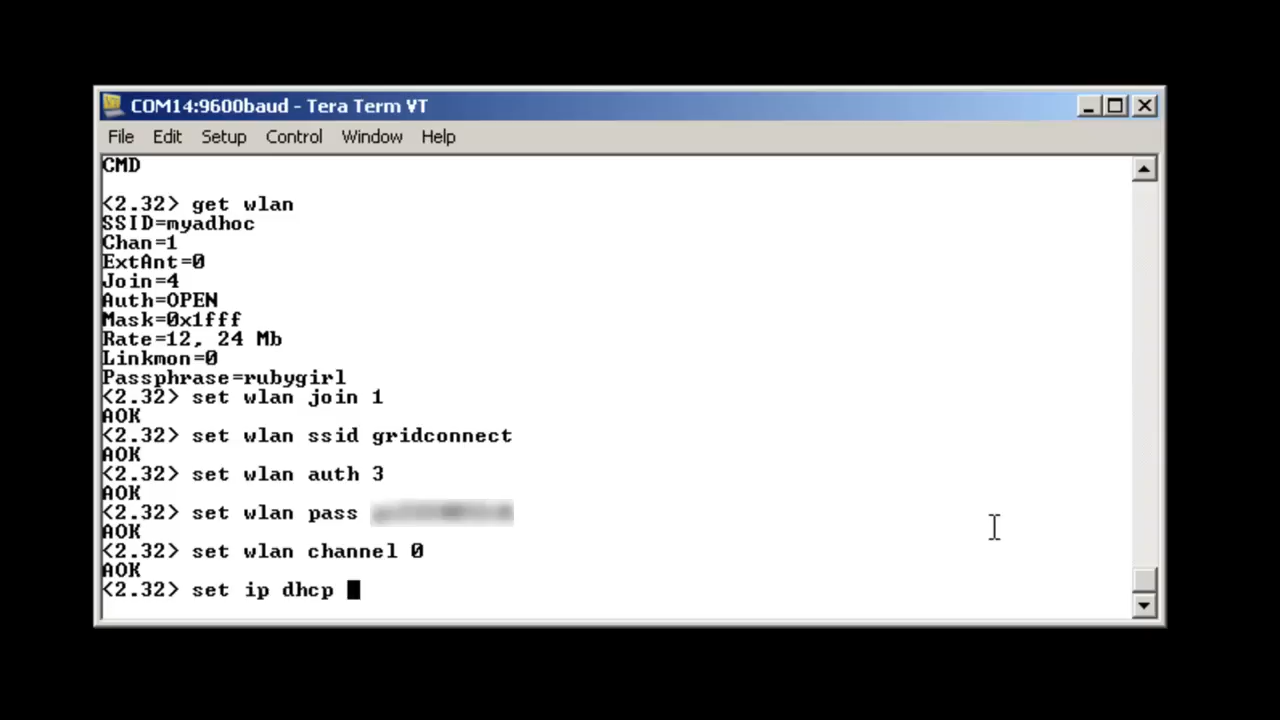 COM14:9600baud - Tera Term VT
File Edit Setup Control Window Help
CMD
<2.32> get wlan
SSID=myadhoc
Chan=1
ExtAnt=0
Join=4
Auth=OPEN
Mask=0x1fff
Rate=12, 24 Mb
Linkmon=0
Passphrase=rubygirl
<2.32> set wlan join 1
AOK
<2.32> set wlan ssid gridconnect
AOK
<2.32> set wlan auth 3
AOK
<2.32> set wlan pass
AOK
<2.32> set wlan channel 0
AOK
<2.32> set ip dhcp